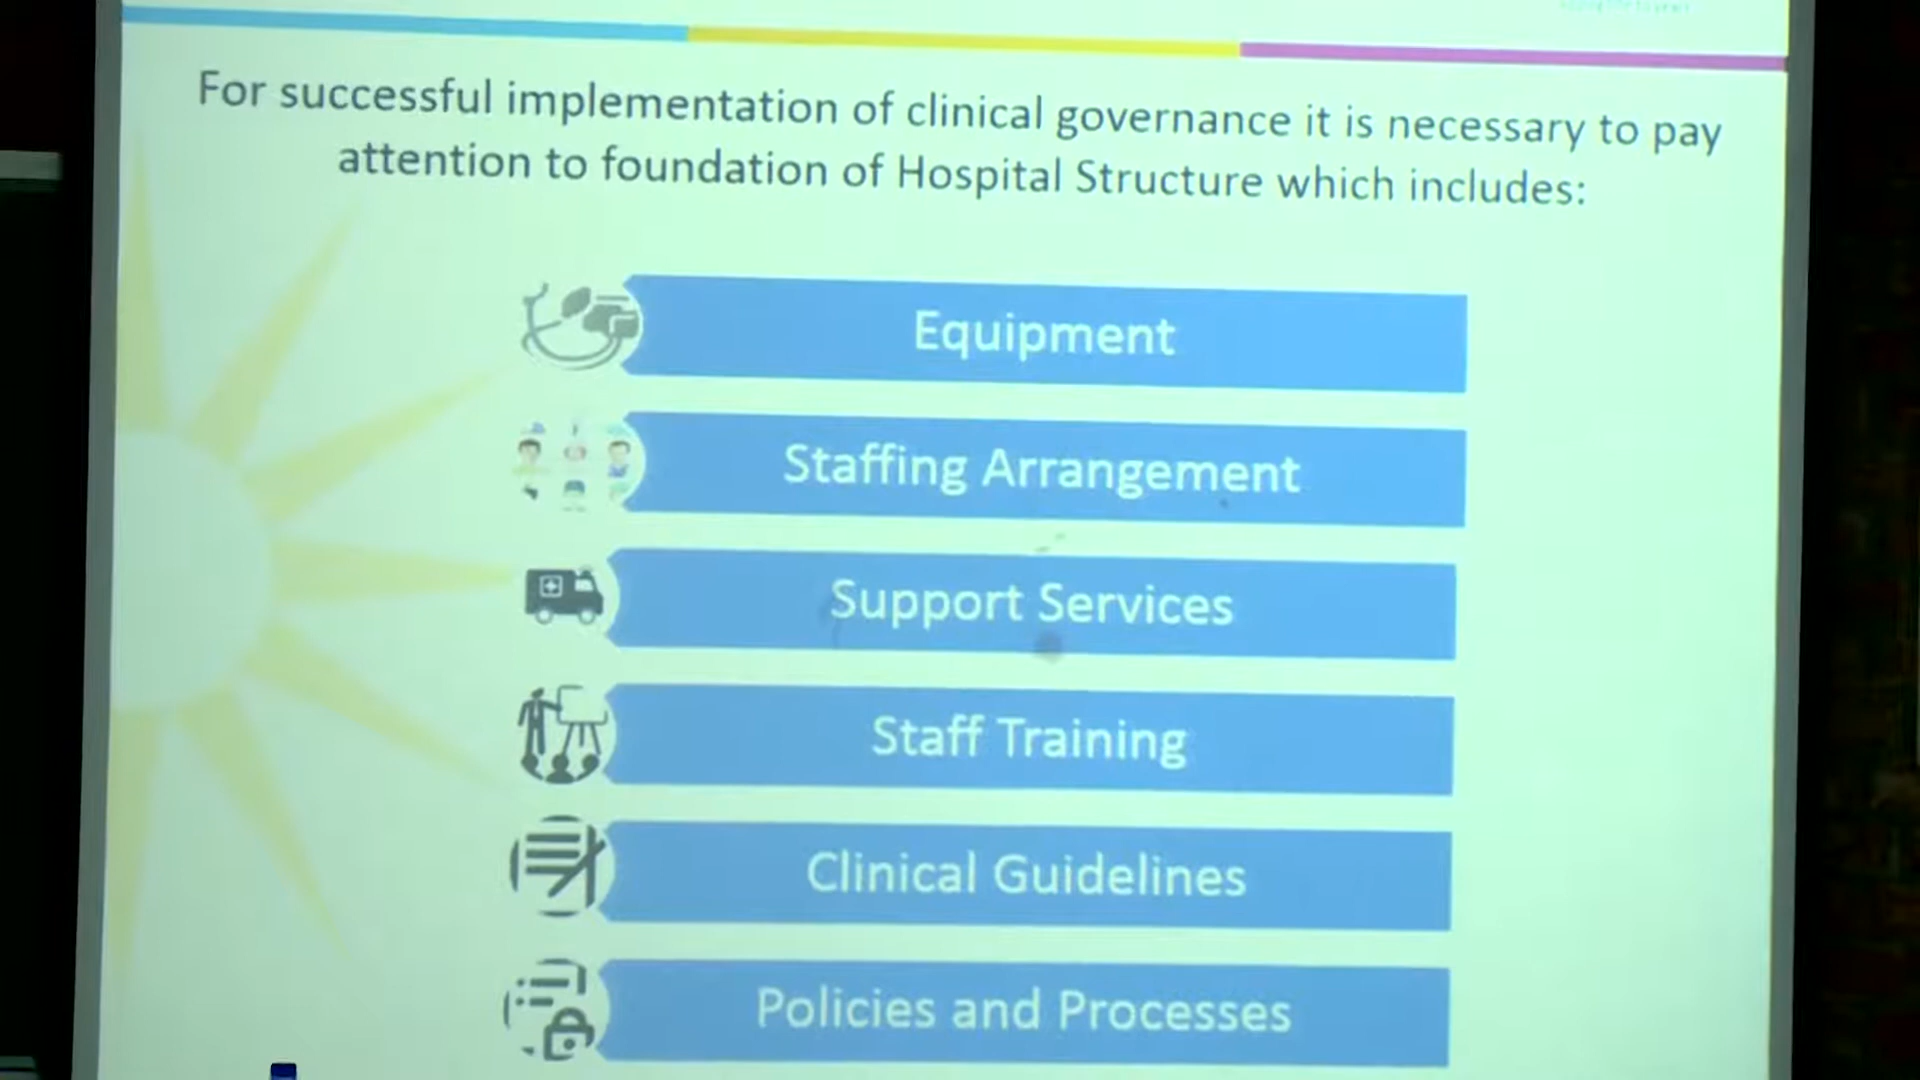 For successful implementation of clinical governance it is necessary to pay
attention to foundation of Hospital Structure which includes:
Equipment
Staffing Arrangement
Support Services
Staff Training
Clinical Guidelines
Policies and Processes